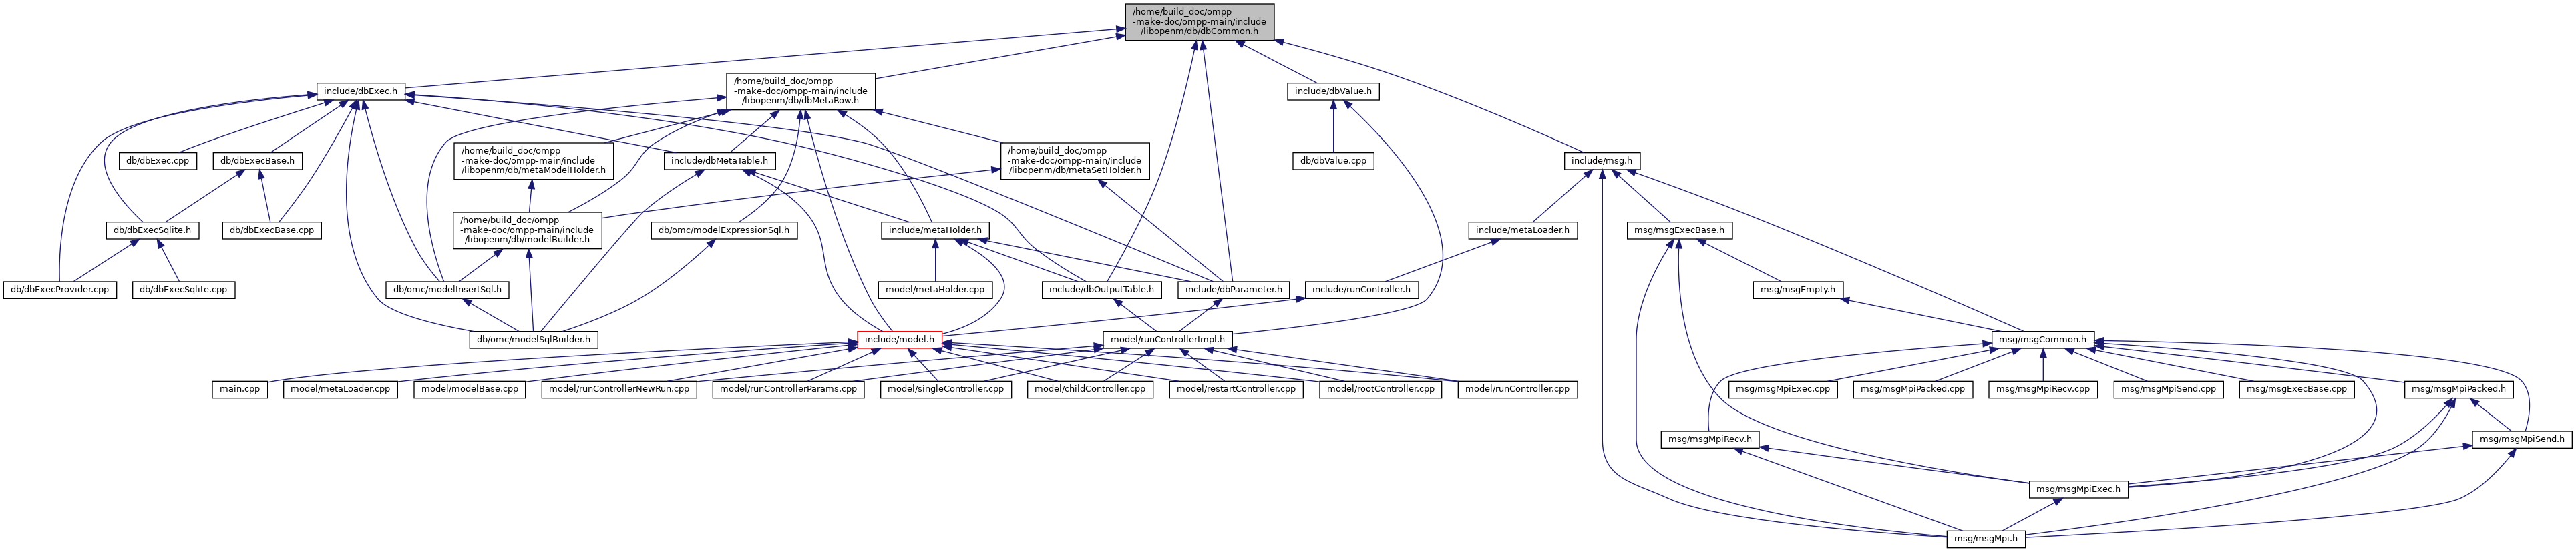 /home/build_doc/ompp
-make-doc/ompp-main/include
/libopenm/db/dbCommon.h
include/dbExec.h
/home/build_doc/ompp
-make-doc/ompp-main/include
/libopenm/db/dbMetaRow.h
include/dbValue.h
db/dbExec.cpp
db/dbExecBase.h
/home/build_doc/ompp
-make-doc/ompp-main/include
/libopenm/db/metaModelHolder.h
include/dbMetaTable.h
/home/build_doc/ompp
-make-doc/ompp-main/include
/libopenm/db/metaSetHolder.h
db/dbValue.cpp
include/msg.h
db/dbExecSqlite.h
db/dbExecBase.cpp
/home/build_doc/ompp
-make-doc/ompp-main/include
/libopenm/db/modelBuilder.h
db/omc/modelExpressionSql.h
include/metaHolder.h
include/metaLoader.h
msg/msgExecBase.h
db/dbExecProvider.cpp
db/dbExecSqlite.cpp
db/omc/modelInsertSql.h
model/metaHolder.cpp
include/dbOutputTable.h
include/dbParameter.h
include/runController.h
msg/msgEmpty.h
db/omc/modelSqlBuilder.h
include/model.h
model/runControllerImpl.h
msg/msgCommon.h
main.cpp
model/metaLoader.cpp
model/modelBase.cpp
model/runControllerNewRun.cpp
model/runControllerParams.cpp
model/singleController.cpp
model/childController.cpp
model/restartController.cpp
model/rootController.cpp
model/runController.cpp
msg/msgMpiExec.cpp
msg/msgMpiPacked.cpp
msg/msgMpiRecv.cpp
msg/msgMpiSend.cpp
msg/msgExecBase.cpp
msg/msgMpiPacked.h
msg/msgMpiRecv.h
msg/msgMpiSend.h
msg/msgMpiExec.h
msg/msgMpi.h